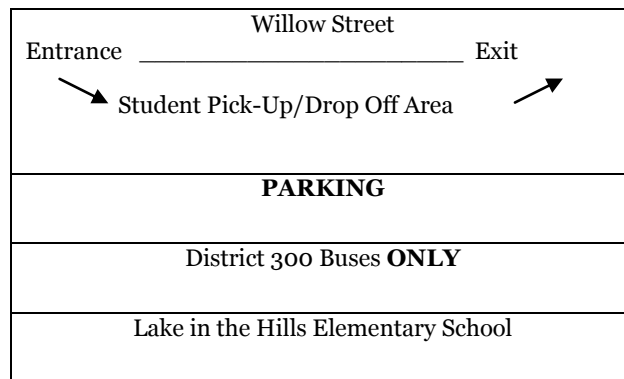 Willow Street
Entrance _____________________ Exit
Student Pick-Up/Drop Off Area
PARKING
District 300 Buses ONLY
Lake in the Hills Elementary School